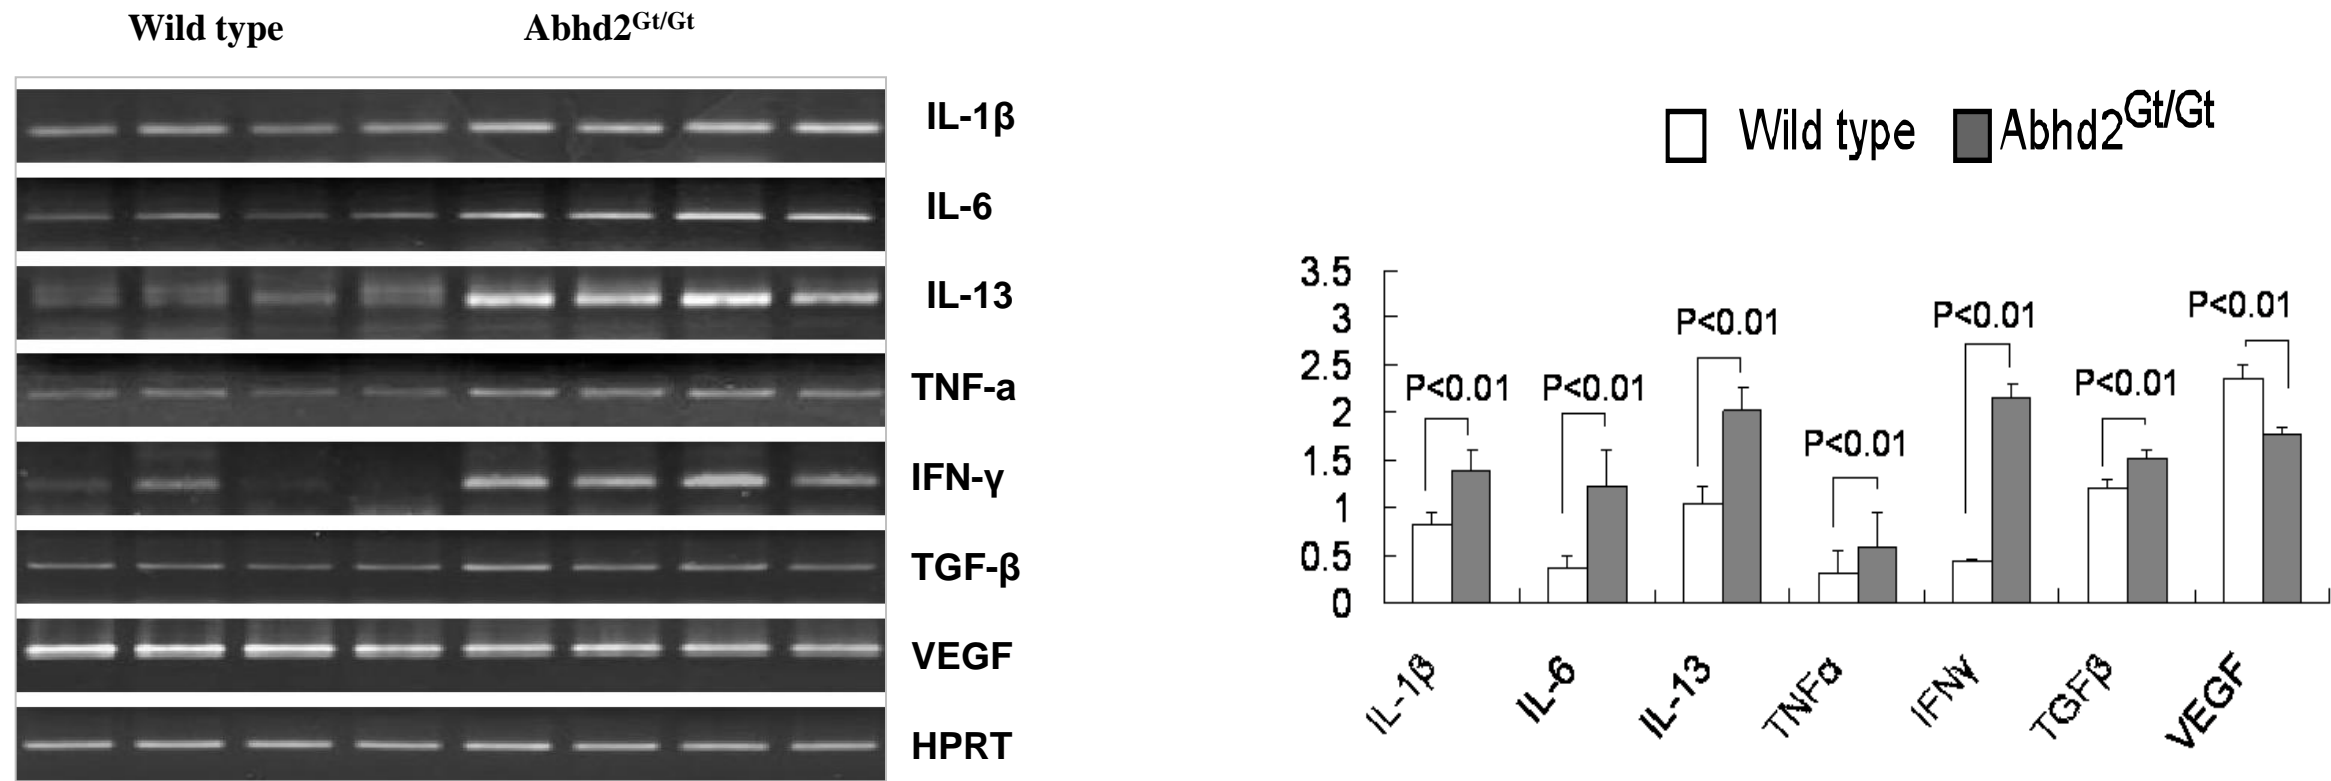 Wild type Abhd2Gt/Gt
IL-1β
IL-6
IL-13
TNF-a
IFN-γ
TGF-β
VEGF
HPRT
Wild type Abhd2Gt/Gt
3.5
3
2.5
2
1.5
1
0.5
0
P<0.01
P<0.01
P<0.01
P<0.01
P<0.01
P<0.01
P<0.01
IL-1β
IL-6
IL-13
TNFα
IFNγ
TGFβ
VEGF